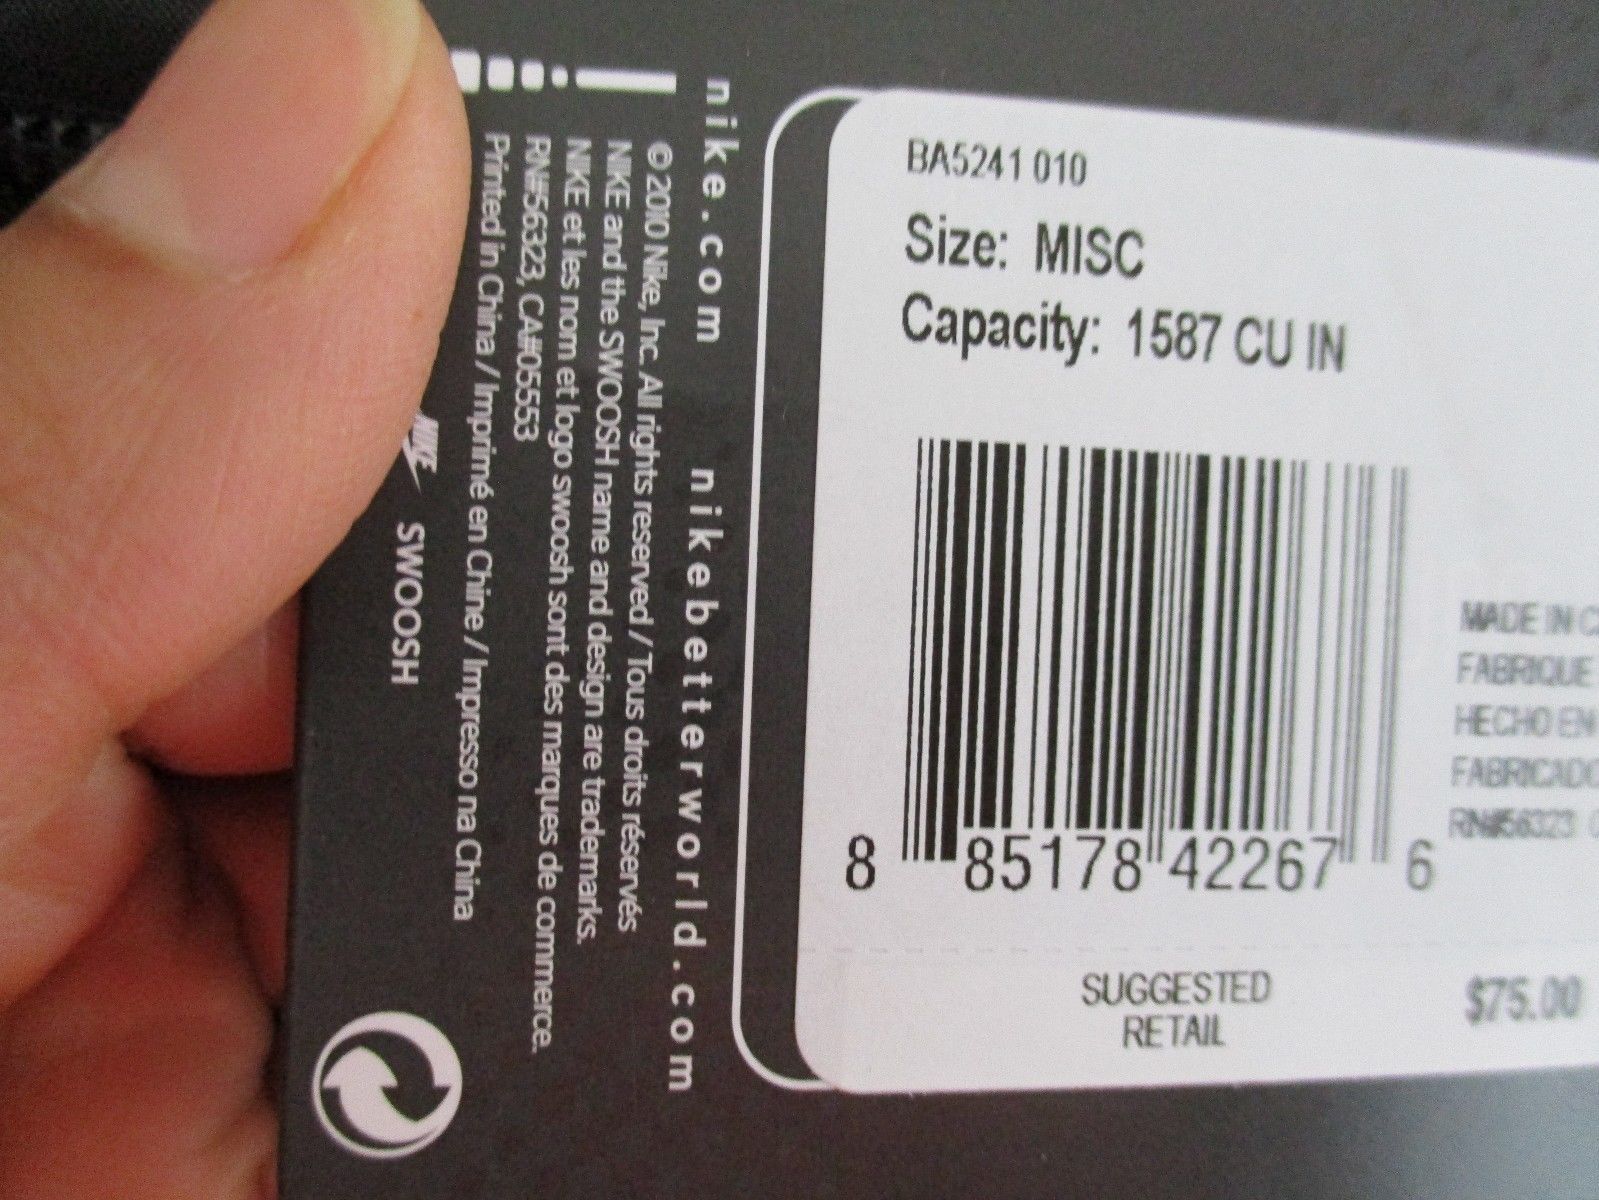 BA5241 010
Size: MISC
Capacity: 1587 CU IN
8 85178 42267 6
MADE IN C
FABRIQUE
HECHO EN
FABRICADO
RN#56323
SUGGESTED
RETAIL
$75.00
nike.com nikebetterworld.com
© 2010 Nike, Inc. All rights reserved / Tous droits réservés
NIKE and the SWOOSH name and design are trademarks.
NIKE et les nom et logo swoosh sont des marques de commerce.
RN#56323, CA#05553
Printed in China / Imprimé en Chine / Impresso na China
NIKE SWOOSH